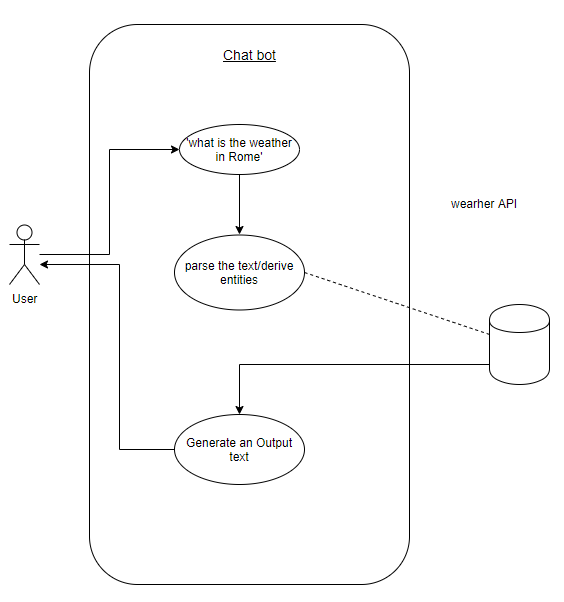 Chat bot
'what is the weather
in Rome'
wearher API
parse the text/derive
entities
User
Generate an Output
text